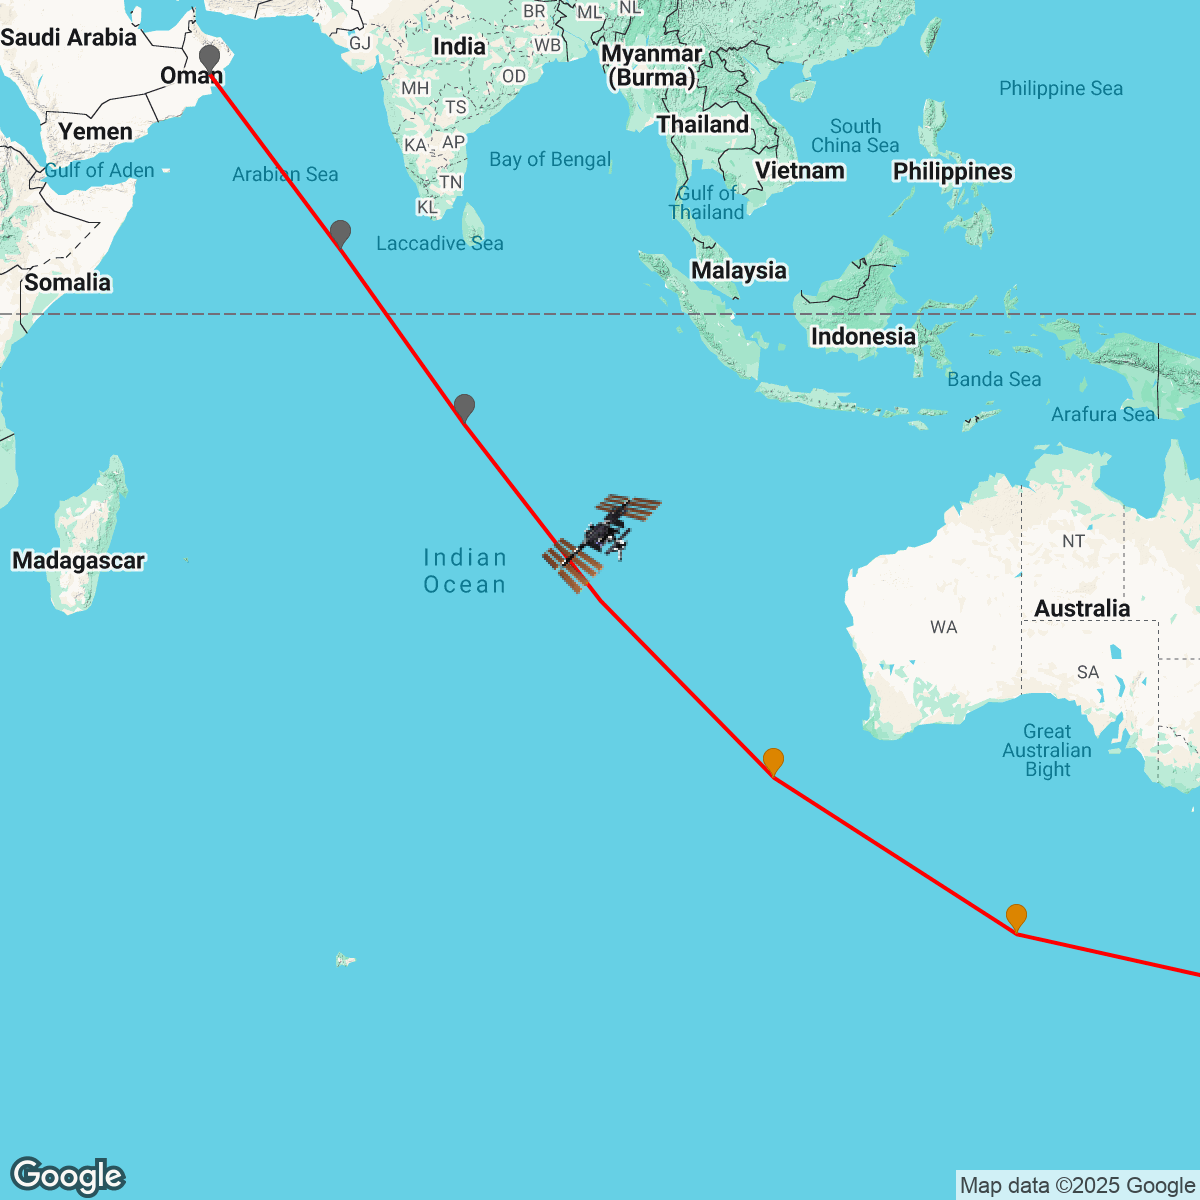 BR
ML
NL
Saudi Arabia
GJ
India
WB
Myanmar
(Burma)
Oman
OD
MH
Philippine Sea
TS
Yemen
Thailand
South
China Sea
KA
AP
Bay of Bengal
Gulf of Aden
Arabian Sea
Vietnam
Philippines
TN
Gulf of
Thailand
KL
Laccadive Sea
Malaysia
Somalia
Indonesia
Banda Sea
Arafura Sea
NT
Madagascar
Indian
Ocean
Australia
WA
SA
Great
Australian
Bight
Google
Map data ©2025 Google